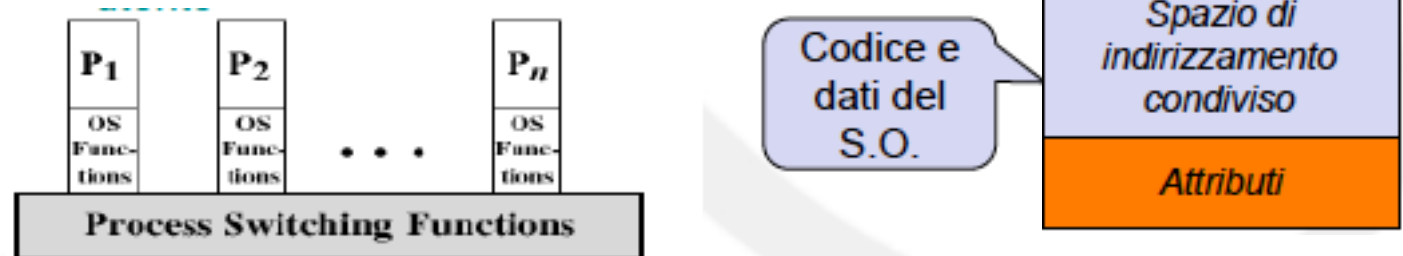 P1
OS
Func-
tions
P2
OS
Func-
tions
Pn
OS
Func-
tions
Process Switching Functions
Codice e
dati del
S.O.
Spazio di
indirizzamento
condiviso
Attributi